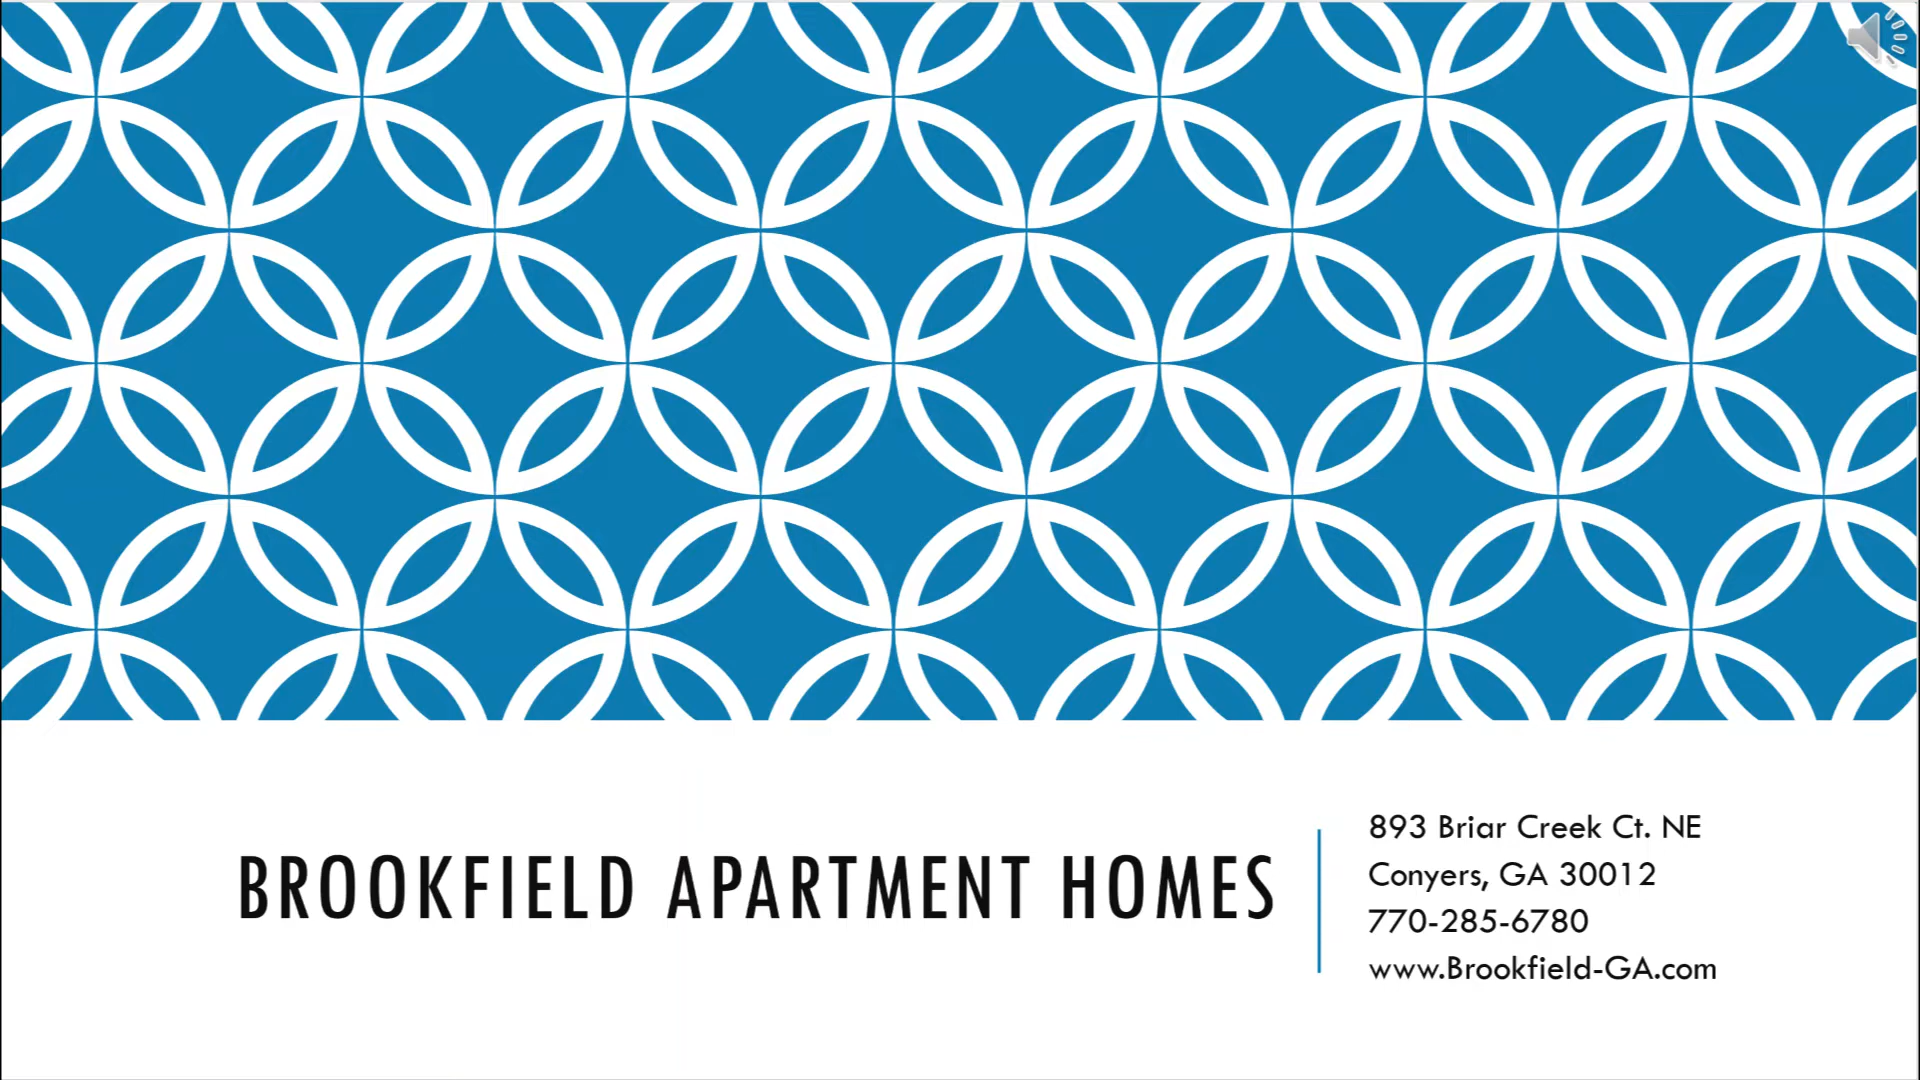 BROOKFIELD APARTMENT HOMES
893 Briar Creek Ct. NE
Conyers, GA 30012
770-285-6780
www.Brookfield-GA.com